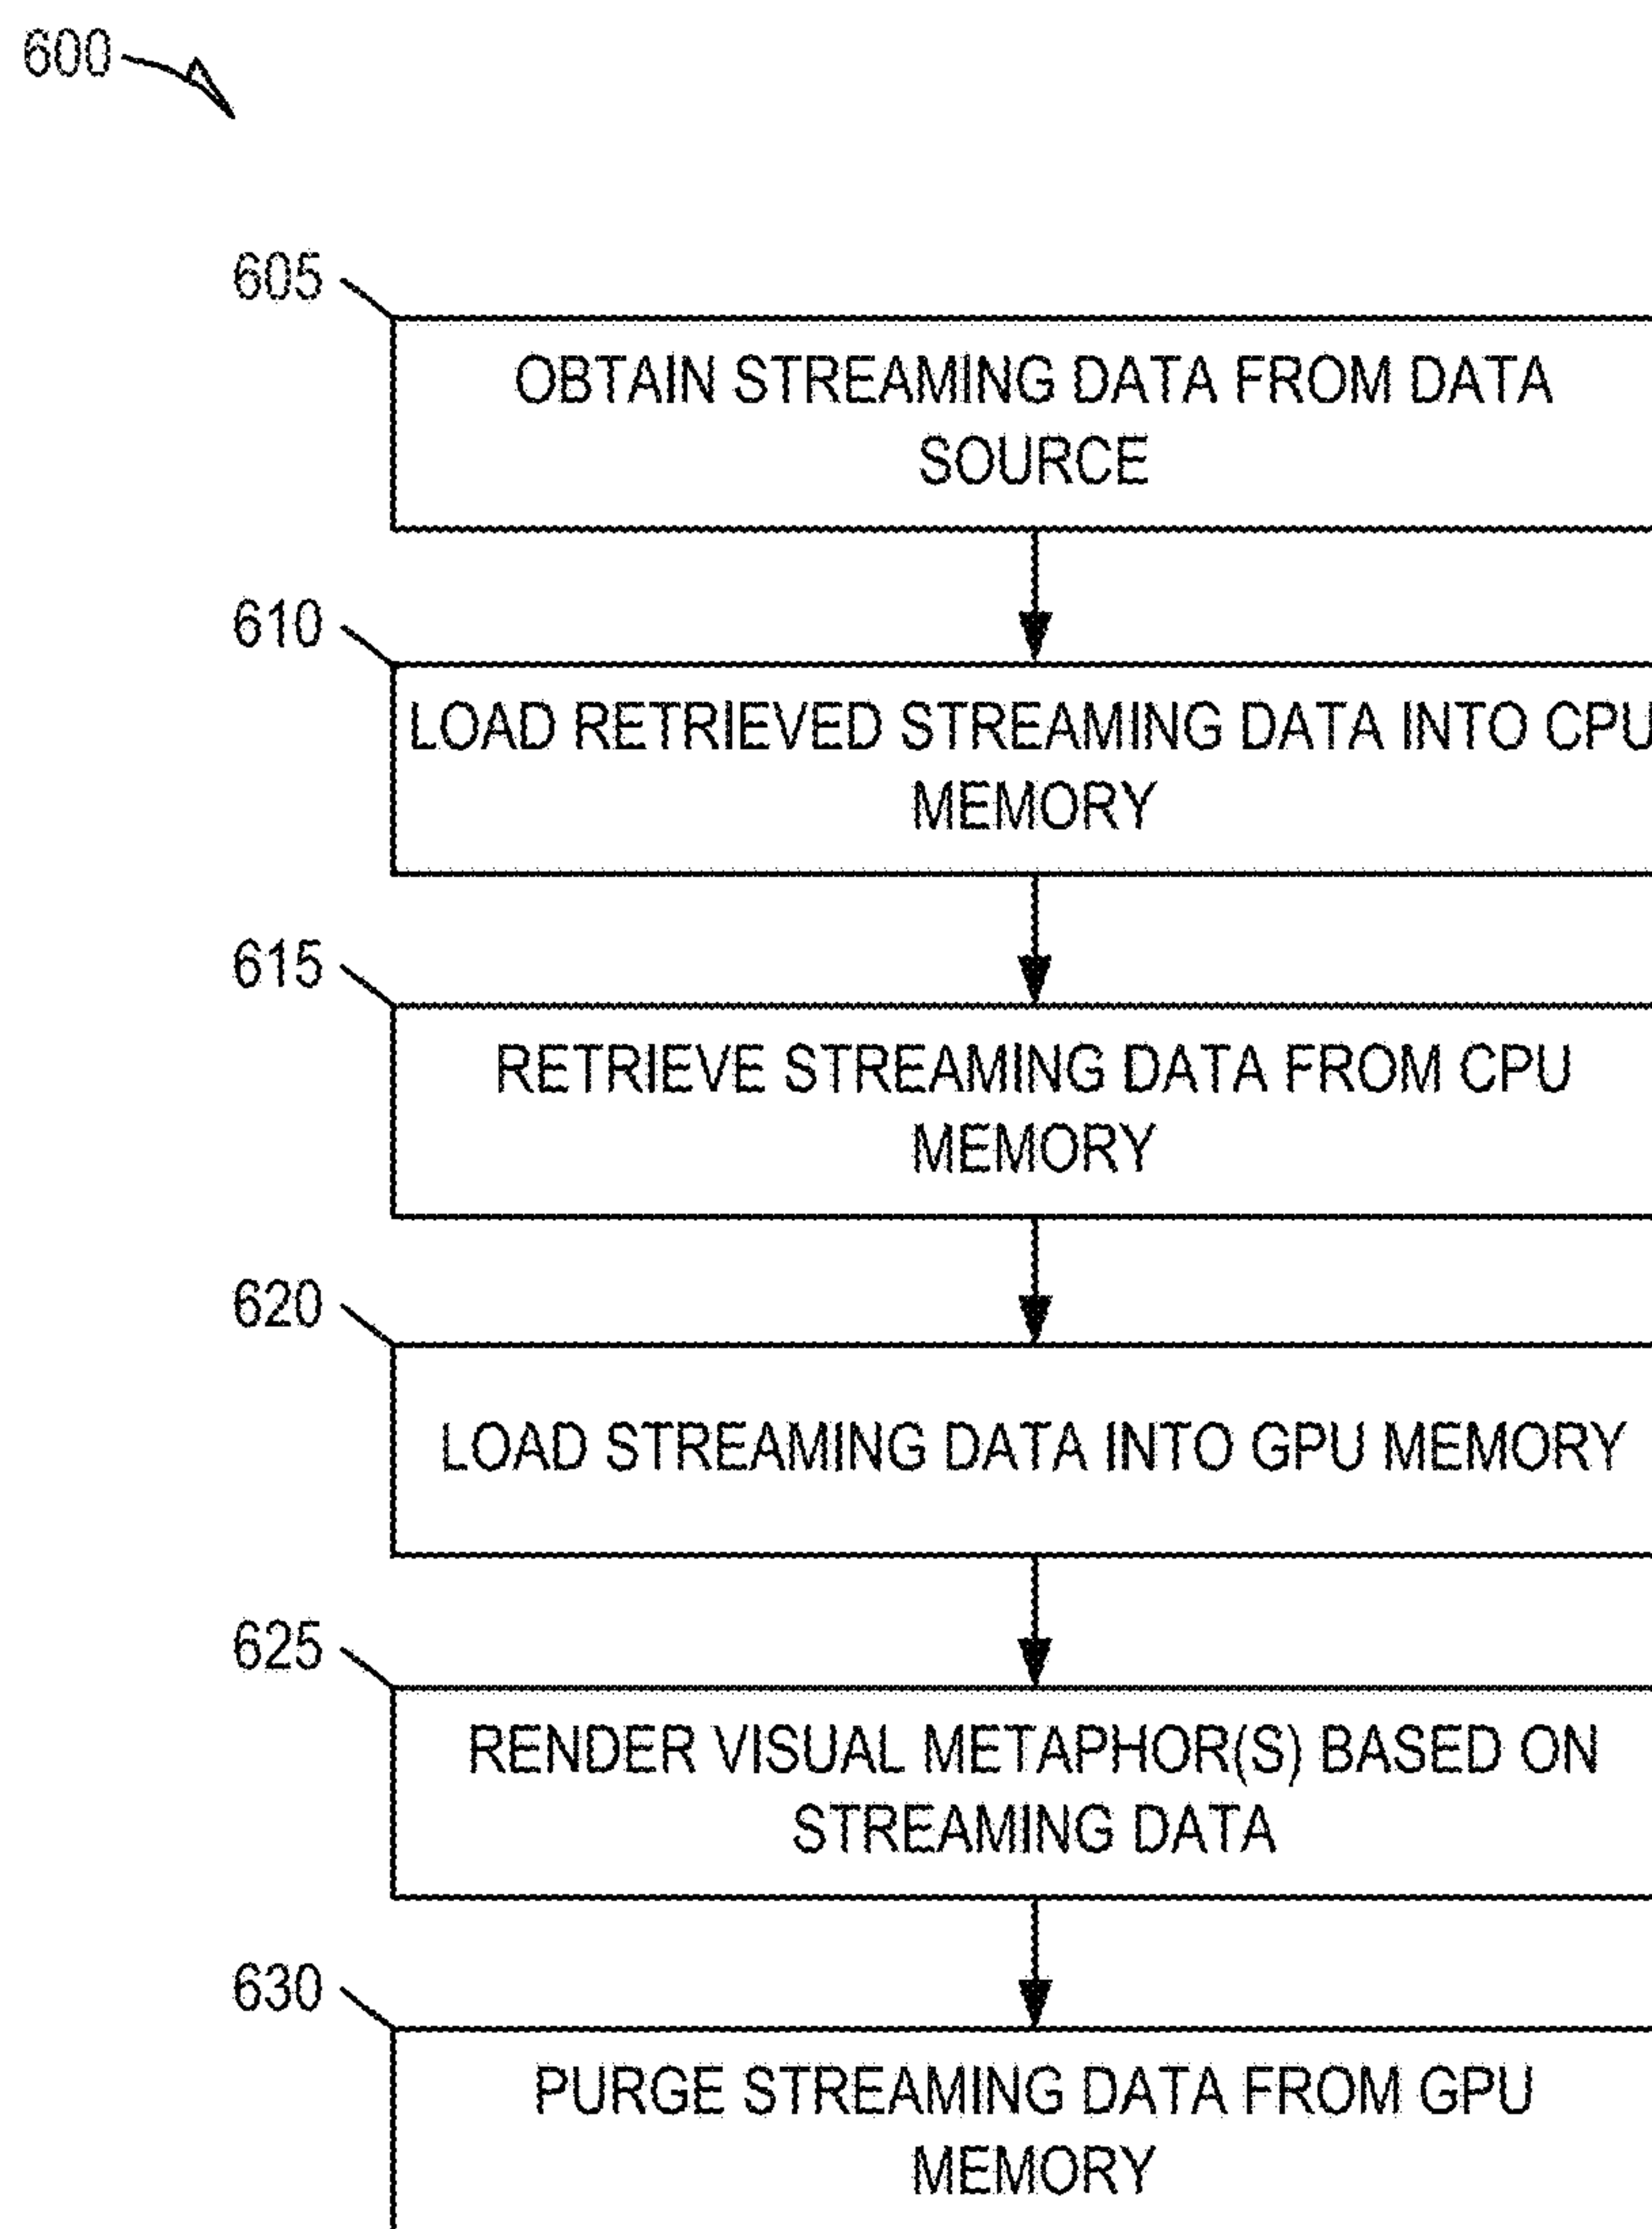 600
605
OBTAIN STREAMING DATA FROM DATA
SOURCE
610
LOAD RETRIEVED STREAMING DATA INTO CPU
MEMORY
615
RETRIEVE STREAMING DATA FROM CPU
MEMORY
620
LOAD STREAMING DATA INTO GPU MEMORY
625
RENDER VISUAL METAPHOR(S) BASED ON
STREAMING DATA
630
PURGE STREAMING DATA FROM GPU
MEMORY